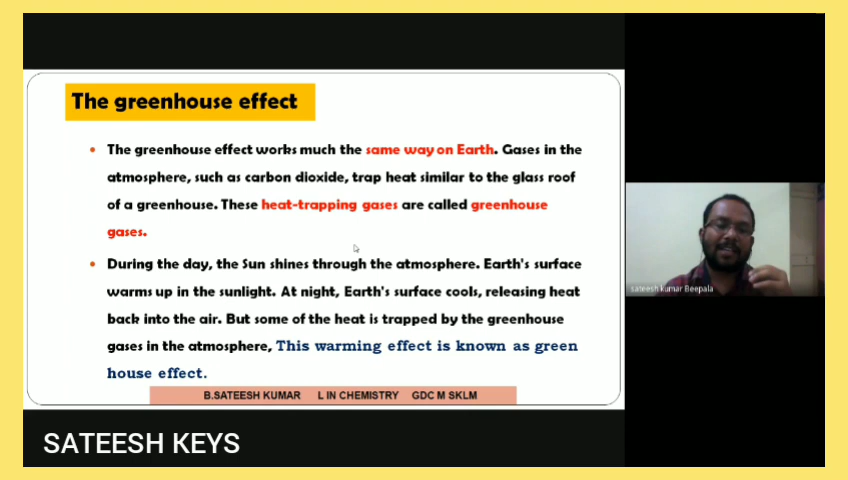 The greenhouse effect
The greenhouse effect works much the same way on Earth. Gases in the
atmosphere, such as carbon dioxide, trap heat similar to the glass roof
of a greenhouse. These heat-trapping gases are called greenhouse
gases.
During the day, the Sun shines through the atmosphere. Earth's surface
warms up in the sunlight. At night, Earth's surface cools, releasing heat
back into the air. But some of the heat is trapped by the greenhouse
gases in the atmosphere, This warming effect is known as green
house effect.
B.SATEESH KUMAR L IN CHEMISTRY GDC M SKLM
sateesh kumar Beepala
SATEESH KEYS